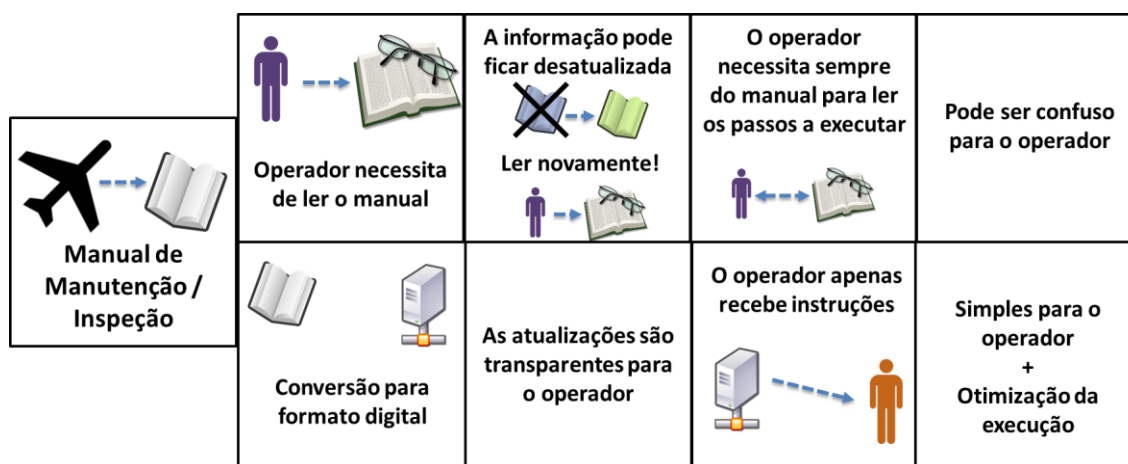 Manual de
Manutenção /
Inspeção
Operador necessita
de ler o manual
A informação pode
ficar desatualizada
Ler novamente!
O operador
necessita sempre
do manual para ler
os passos a executar
Pode ser confuso
para o operador
Conversão para
formato digital
As atualizações são
transparentes para
o operador
O operador apenas
recebe instruções
Simples para o
operador
+
Otimização da
execução